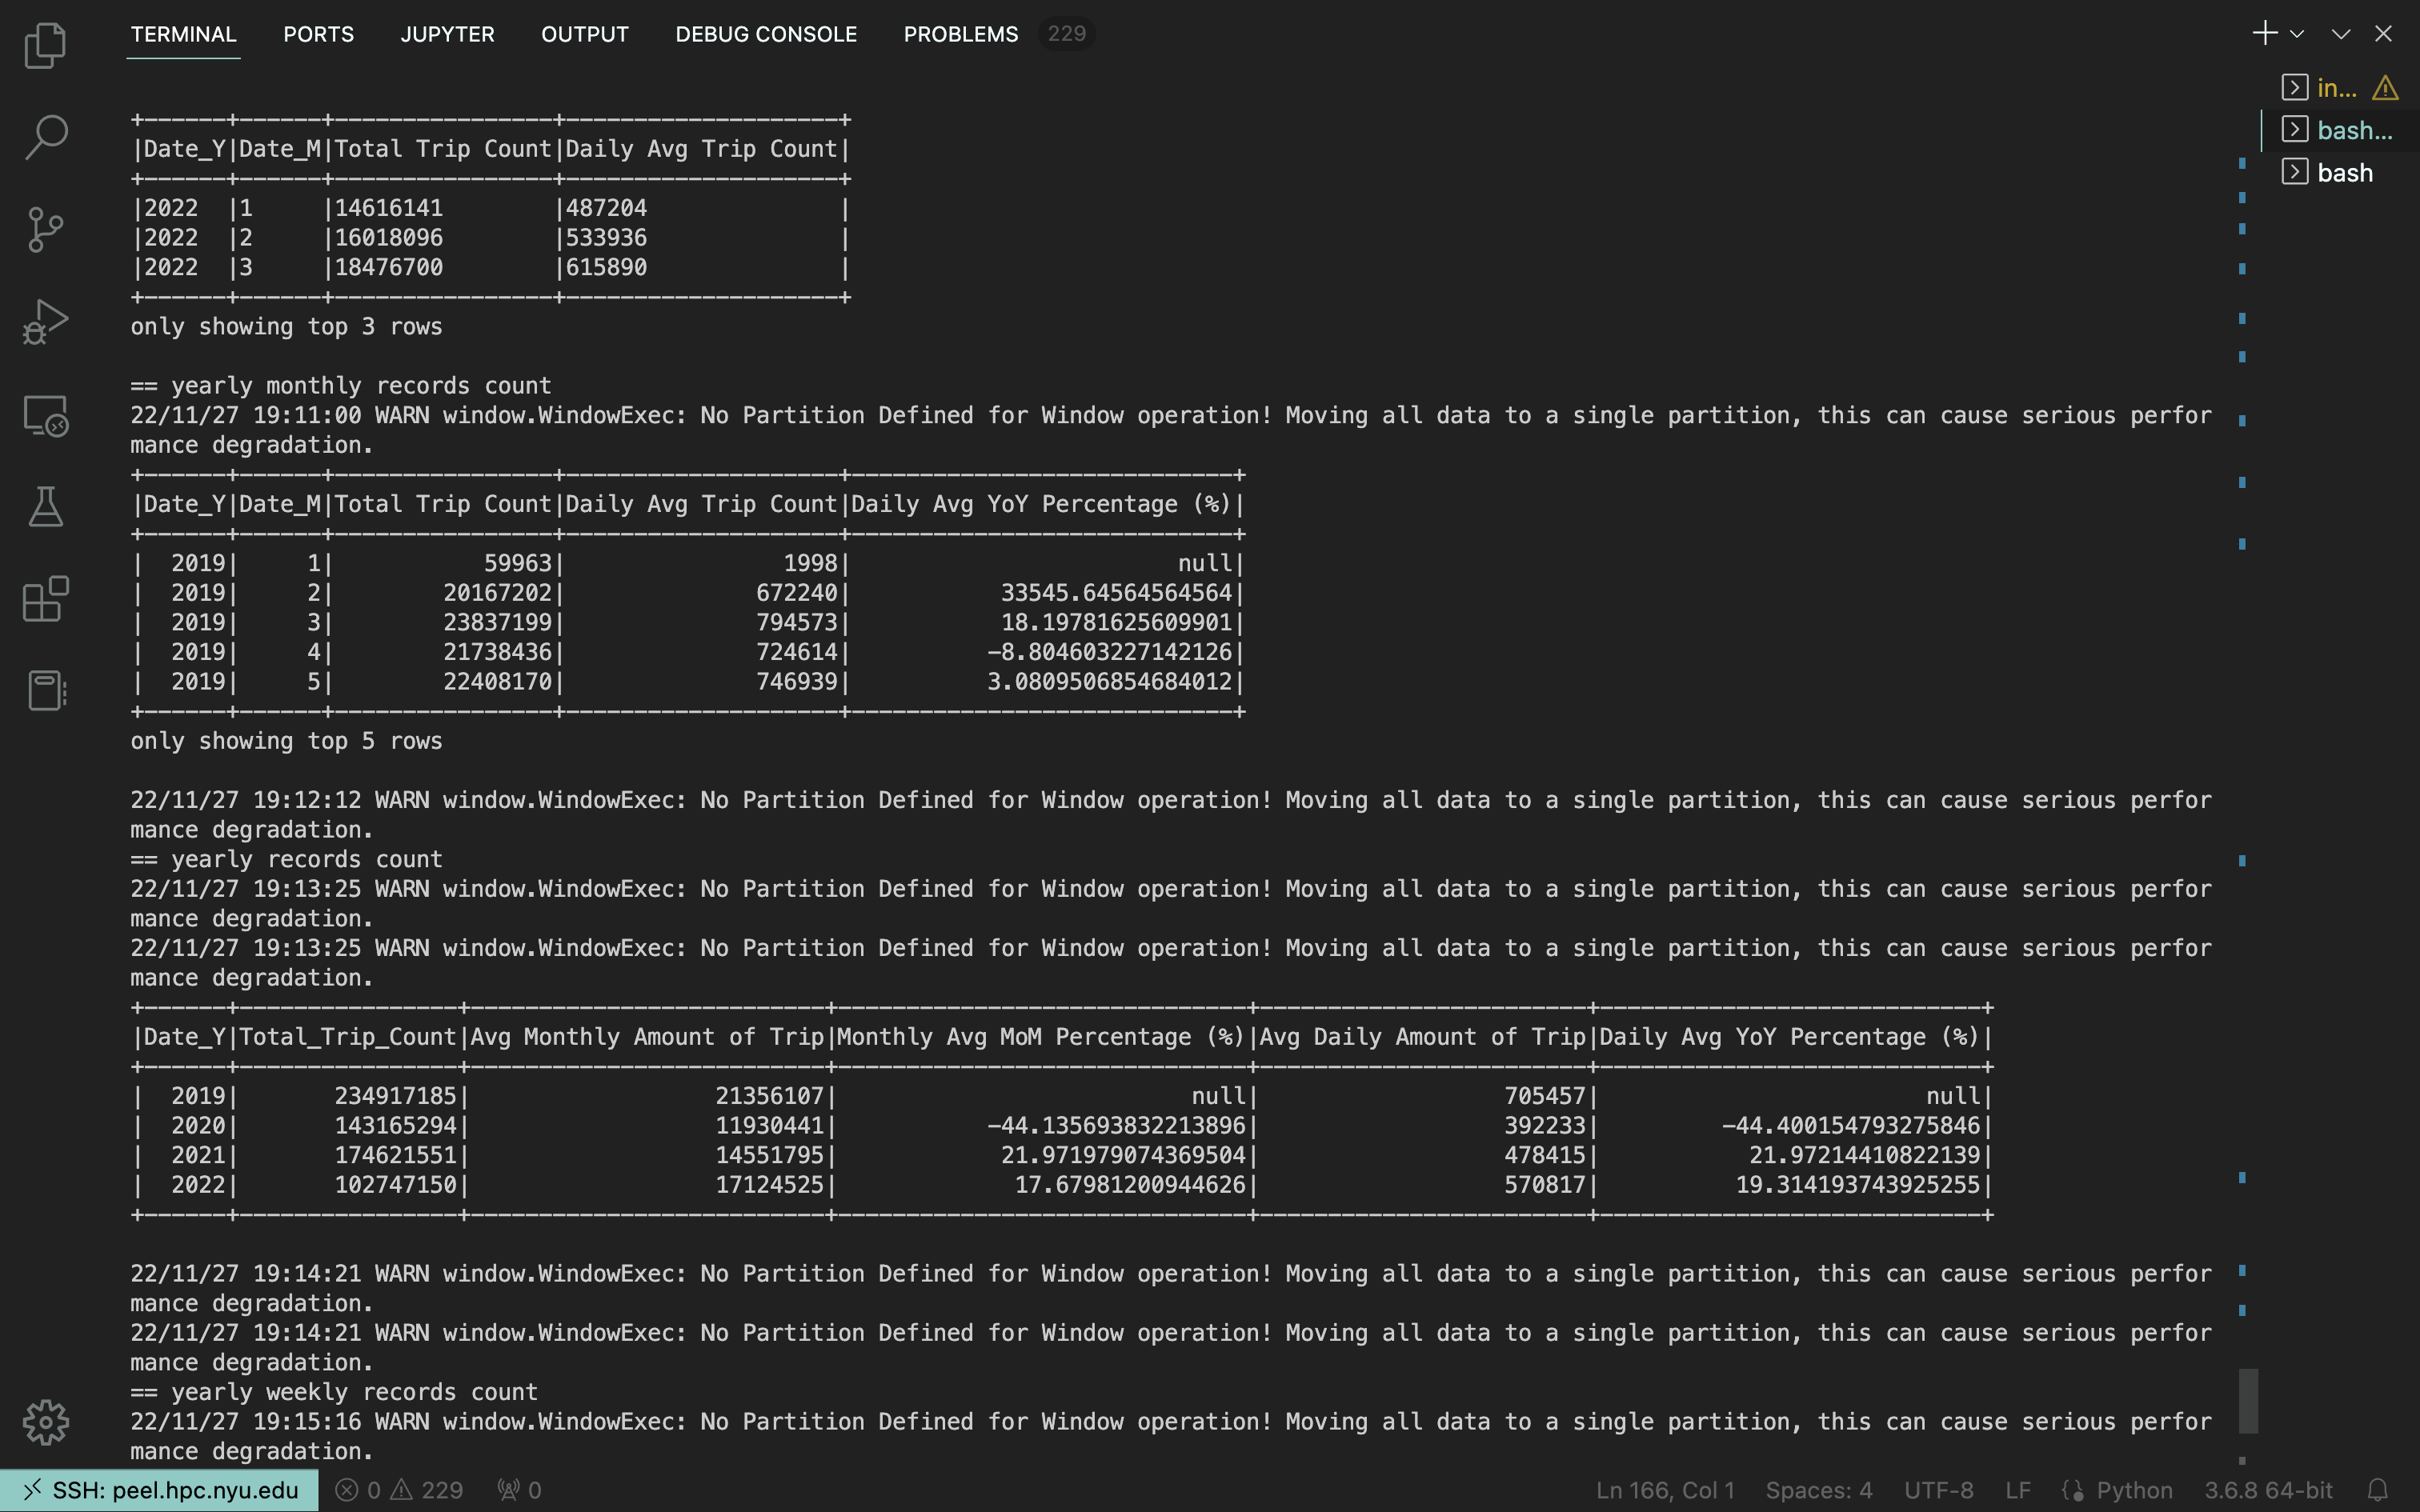 TERMINAL PORTS JUPYTER OUTPUT DEBUG CONSOLE PROBLEMS 229
in...
bash...
bash
+------+------+----------------+--------------------+
|Date_Y|Date_M|Total Trip Count|Daily Avg Trip Count|
+------+------+----------------+--------------------+
|2022  |1     |14616141        |487204              |
|2022  |2     |16018096        |533936              |
|2022  |3     |18476700        |615890              |
+------+------+----------------+--------------------+
only showing top 3 rows
== yearly monthly records count
22/11/27 19:11:00 WARN window.WindowExec: No Partition Defined for Window operation! Moving all data to a single partition, this can cause serious perfor
mance degradation.
+------+------+----------------+--------------------+----------------------------+
|Date_Y|Date_M|Total Trip Count|Daily Avg Trip Count|Daily Avg YoY Percentage (%)|
+------+------+----------------+--------------------+----------------------------+
|  2019|     1|           59963|                1998|                        null|
|  2019|     2|        20167202|              672240|           33545.64564564564|
|  2019|     3|        23837199|              794573|           18.19781625609901|
|  2019|     4|        21738436|              724614|          -8.804603227142126|
|  2019|     5|        22408170|              746939|          3.0809506854684012|
+------+------+----------------+--------------------+----------------------------+
only showing top 5 rows
22/11/27 19:12:12 WARN window.WindowExec: No Partition Defined for Window operation! Moving all data to a single partition, this can cause serious perfor
mance degradation.
== yearly records count
22/11/27 19:13:25 WARN window.WindowExec: No Partition Defined for Window operation! Moving all data to a single partition, this can cause serious perfor
mance degradation.
22/11/27 19:13:25 WARN window.WindowExec: No Partition Defined for Window operation! Moving all data to a single partition, this can cause serious perfor
mance degradation.
+------+----------------+--------------------------+------------------------------+------------------------+----------------------------+
|Date_Y|Total_Trip_Count|Avg Monthly Amount of Trip|Monthly Avg MoM Percentage (%)|Avg Daily Amount of Trip|Daily Avg YoY Percentage (%)|
+------+----------------+--------------------------+------------------------------+------------------------+----------------------------+
|  2019|       234917185|                  21356107|                          null|                  705457|                        null|
|  2020|       143165294|                  11930441|           -44.135693832213896|                  392233|         -44.400154793275846|
|  2021|       174621551|                  14551795|            21.971979074369504|                  478415|           21.97214410822139|
|  2022|       102747150|                  17124525|             17.67981200944626|                  570817|          19.314193743925255|
+------+----------------+--------------------------+------------------------------+------------------------+----------------------------+
22/11/27 19:14:21 WARN window.WindowExec: No Partition Defined for Window operation! Moving all data to a single partition, this can cause serious perfor
mance degradation.
22/11/27 19:14:21 WARN window.WindowExec: No Partition Defined for Window operation! Moving all data to a single partition, this can cause serious perfor
mance degradation.
== yearly weekly records count
22/11/27 19:15:16 WARN window.WindowExec: No Partition Defined for Window operation! Moving all data to a single partition, this can cause serious perfor
mance degradation.
SSH: peel.hpc.nyu.edu 0 229 0 Ln 166, Col 1 Spaces: 4 UTF-8 LF Python 3.6.8 64-bit